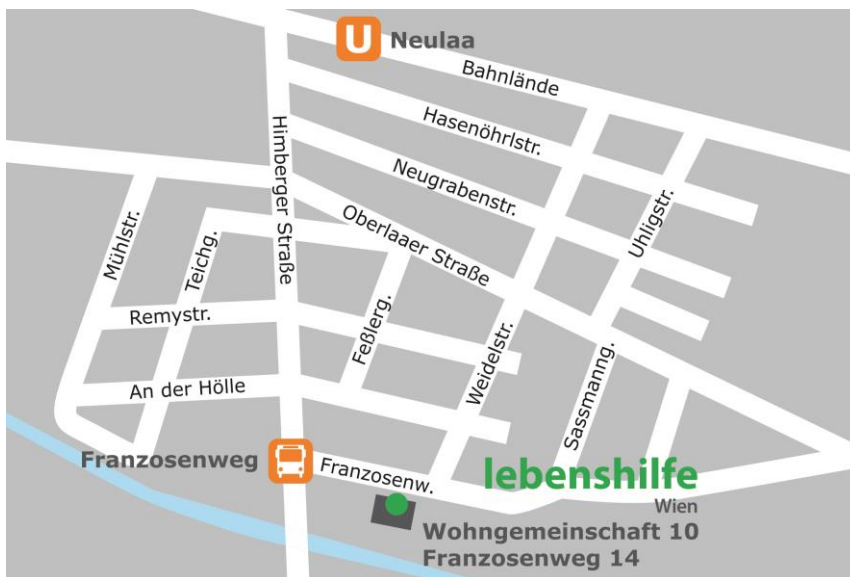 U Neulaa
Bahnlände
Hasenöhrlstr.
Himberger Straße
Neugrabenstr.
Mühlstr.
Teichg.
Oberlaaer Straße
Uhligstr.
Remystr.
Feßlerg.
Weidelstr.
An der Hölle
Sassmanng.
Franzosenweg
Franzosenw.
lebenshilfe
Wien
Wohngemeinschaft 10
Franzosenweg 14